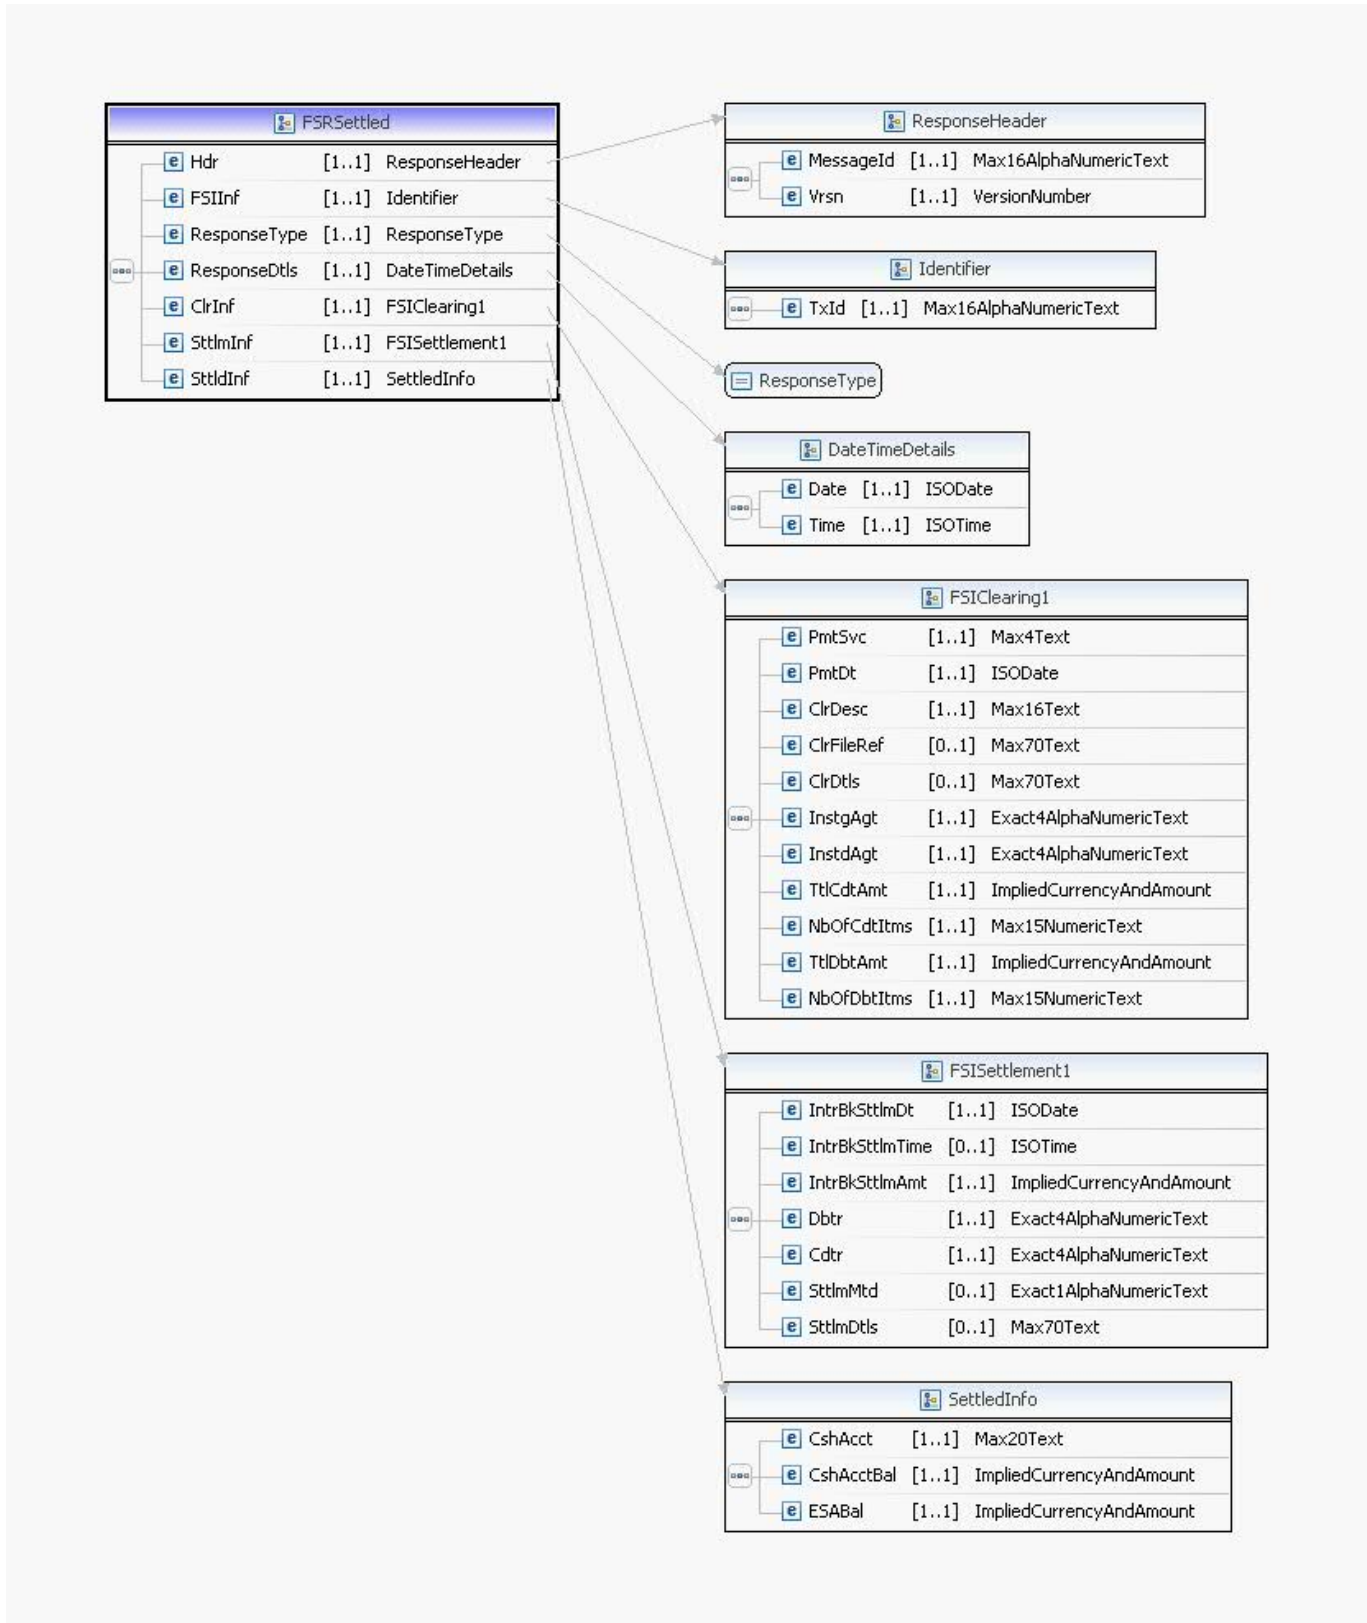 FSRSettled
Hdr [1..1] ResponseHeader
FSIInf [1..1] Identifier
ResponseType [1..1] ResponseType
ResponseDtls [1..1] DateTimeDetails
ClrInf [1..1] FSIClearing1
SttlmInf [1..1] FSISettlement1
SttldInf [1..1] SettledInfo
ResponseHeader
MessageId [1..1] Max16AlphaNumericText
Vrsn [1..1] VersionNumber
Identifier
TxId [1..1] Max16AlphaNumericText
ResponseType
DateTimeDetails
Date [1..1] ISODate
Time [1..1] ISOTime
FSIClearing1
PmtSvc [1..1] Max4Text
PmtDt [1..1] ISODate
ClrDesc [1..1] Max16Text
ClrFileRef [0..1] Max70Text
ClrDtls [0..1] Max70Text
InstgAgt [1..1] Exact4AlphaNumericText
InstdAgt [1..1] Exact4AlphaNumericText
TtlCdtAmt [1..1] ImpliedCurrencyAndAmount
NbOfCdtItms [1..1] Max15NumericText
TtlDbtAmt [1..1] ImpliedCurrencyAndAmount
NbOfDbtItms [1..1] Max15NumericText
FSISettlement1
IntrBkSttlmDt [1..1] ISODate
IntrBkSttlmTime [0..1] ISOTime
IntrBkSttlmAmt [1..1] ImpliedCurrencyAndAmount
Dbtr [1..1] Exact4AlphaNumericText
Cdtr [1..1] Exact4AlphaNumericText
SttlmMtd [0..1] Exact1AlphaNumericText
SttlmDtls [0..1] Max70Text
SettledInfo
CshAcct [1..1] Max20Text
CshAcctBal [1..1] ImpliedCurrencyAndAmount
ESABal [1..1] ImpliedCurrencyAndAmount